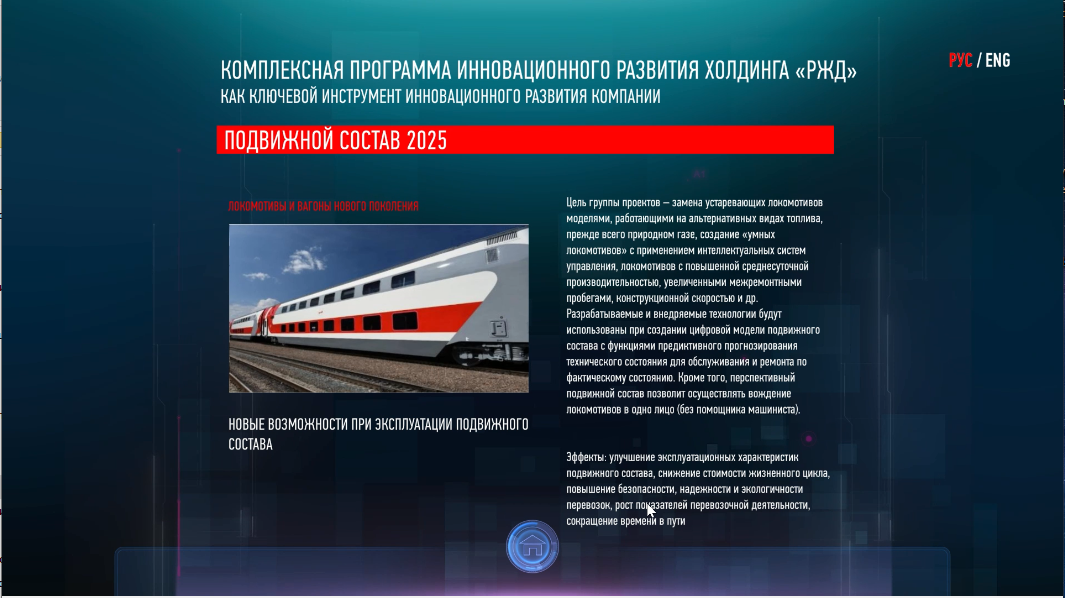 КОМПЛЕКСНАЯ ПРОГРАММА ИННОВАЦИОННОГО РАЗВИТИЯ ХОЛДИНГА «РЖД»
КАК КЛЮЧЕВОЙ ИНСТРУМЕНТ ИННОВАЦИОННОГО РАЗВИТИЯ КОМПАНИИ
РУС / ENG
ПОДВИЖНОЙ СОСТАВ 2025
ЛОКОМОТИВЫ И ВАГОНЫ НОВОГО ПОКОЛЕНИЯ
НОВЫЕ ВОЗМОЖНОСТИ ПРИ ЭКСПЛУАТАЦИИ ПОДВИЖНОГО
СОСТАВА
Цель группы проектов – замена устаревающих локомотивов
моделями, работающими на альтернативных видах топлива,
прежде всего природном газе, создание «умных
локомотивов» с применением интеллектуальных систем
управления, локомотивов с повышенной среднесуточной
производительностью, увеличенными межремонтными
пробегами, конструкционной скоростью и др.
Разрабатываемые и внедряемые технологии будут
использованы при создании цифровой модели подвижного
состава с функциями предиктивного прогнозирования
технического состояния для обслуживания и ремонта по
фактическому состоянию. Кроме того, перспективный
подвижной состав позволит осуществлять вождение
локомотивов в одно лицо (без помощника машиниста).
Эффекты: улучшение эксплуатационных характеристик
подвижного состава, снижение стоимости жизненного цикла,
повышение безопасности, надежности и экологичности
перевозок, рост показателей перевозочной деятельности,
сокращение времени в пути